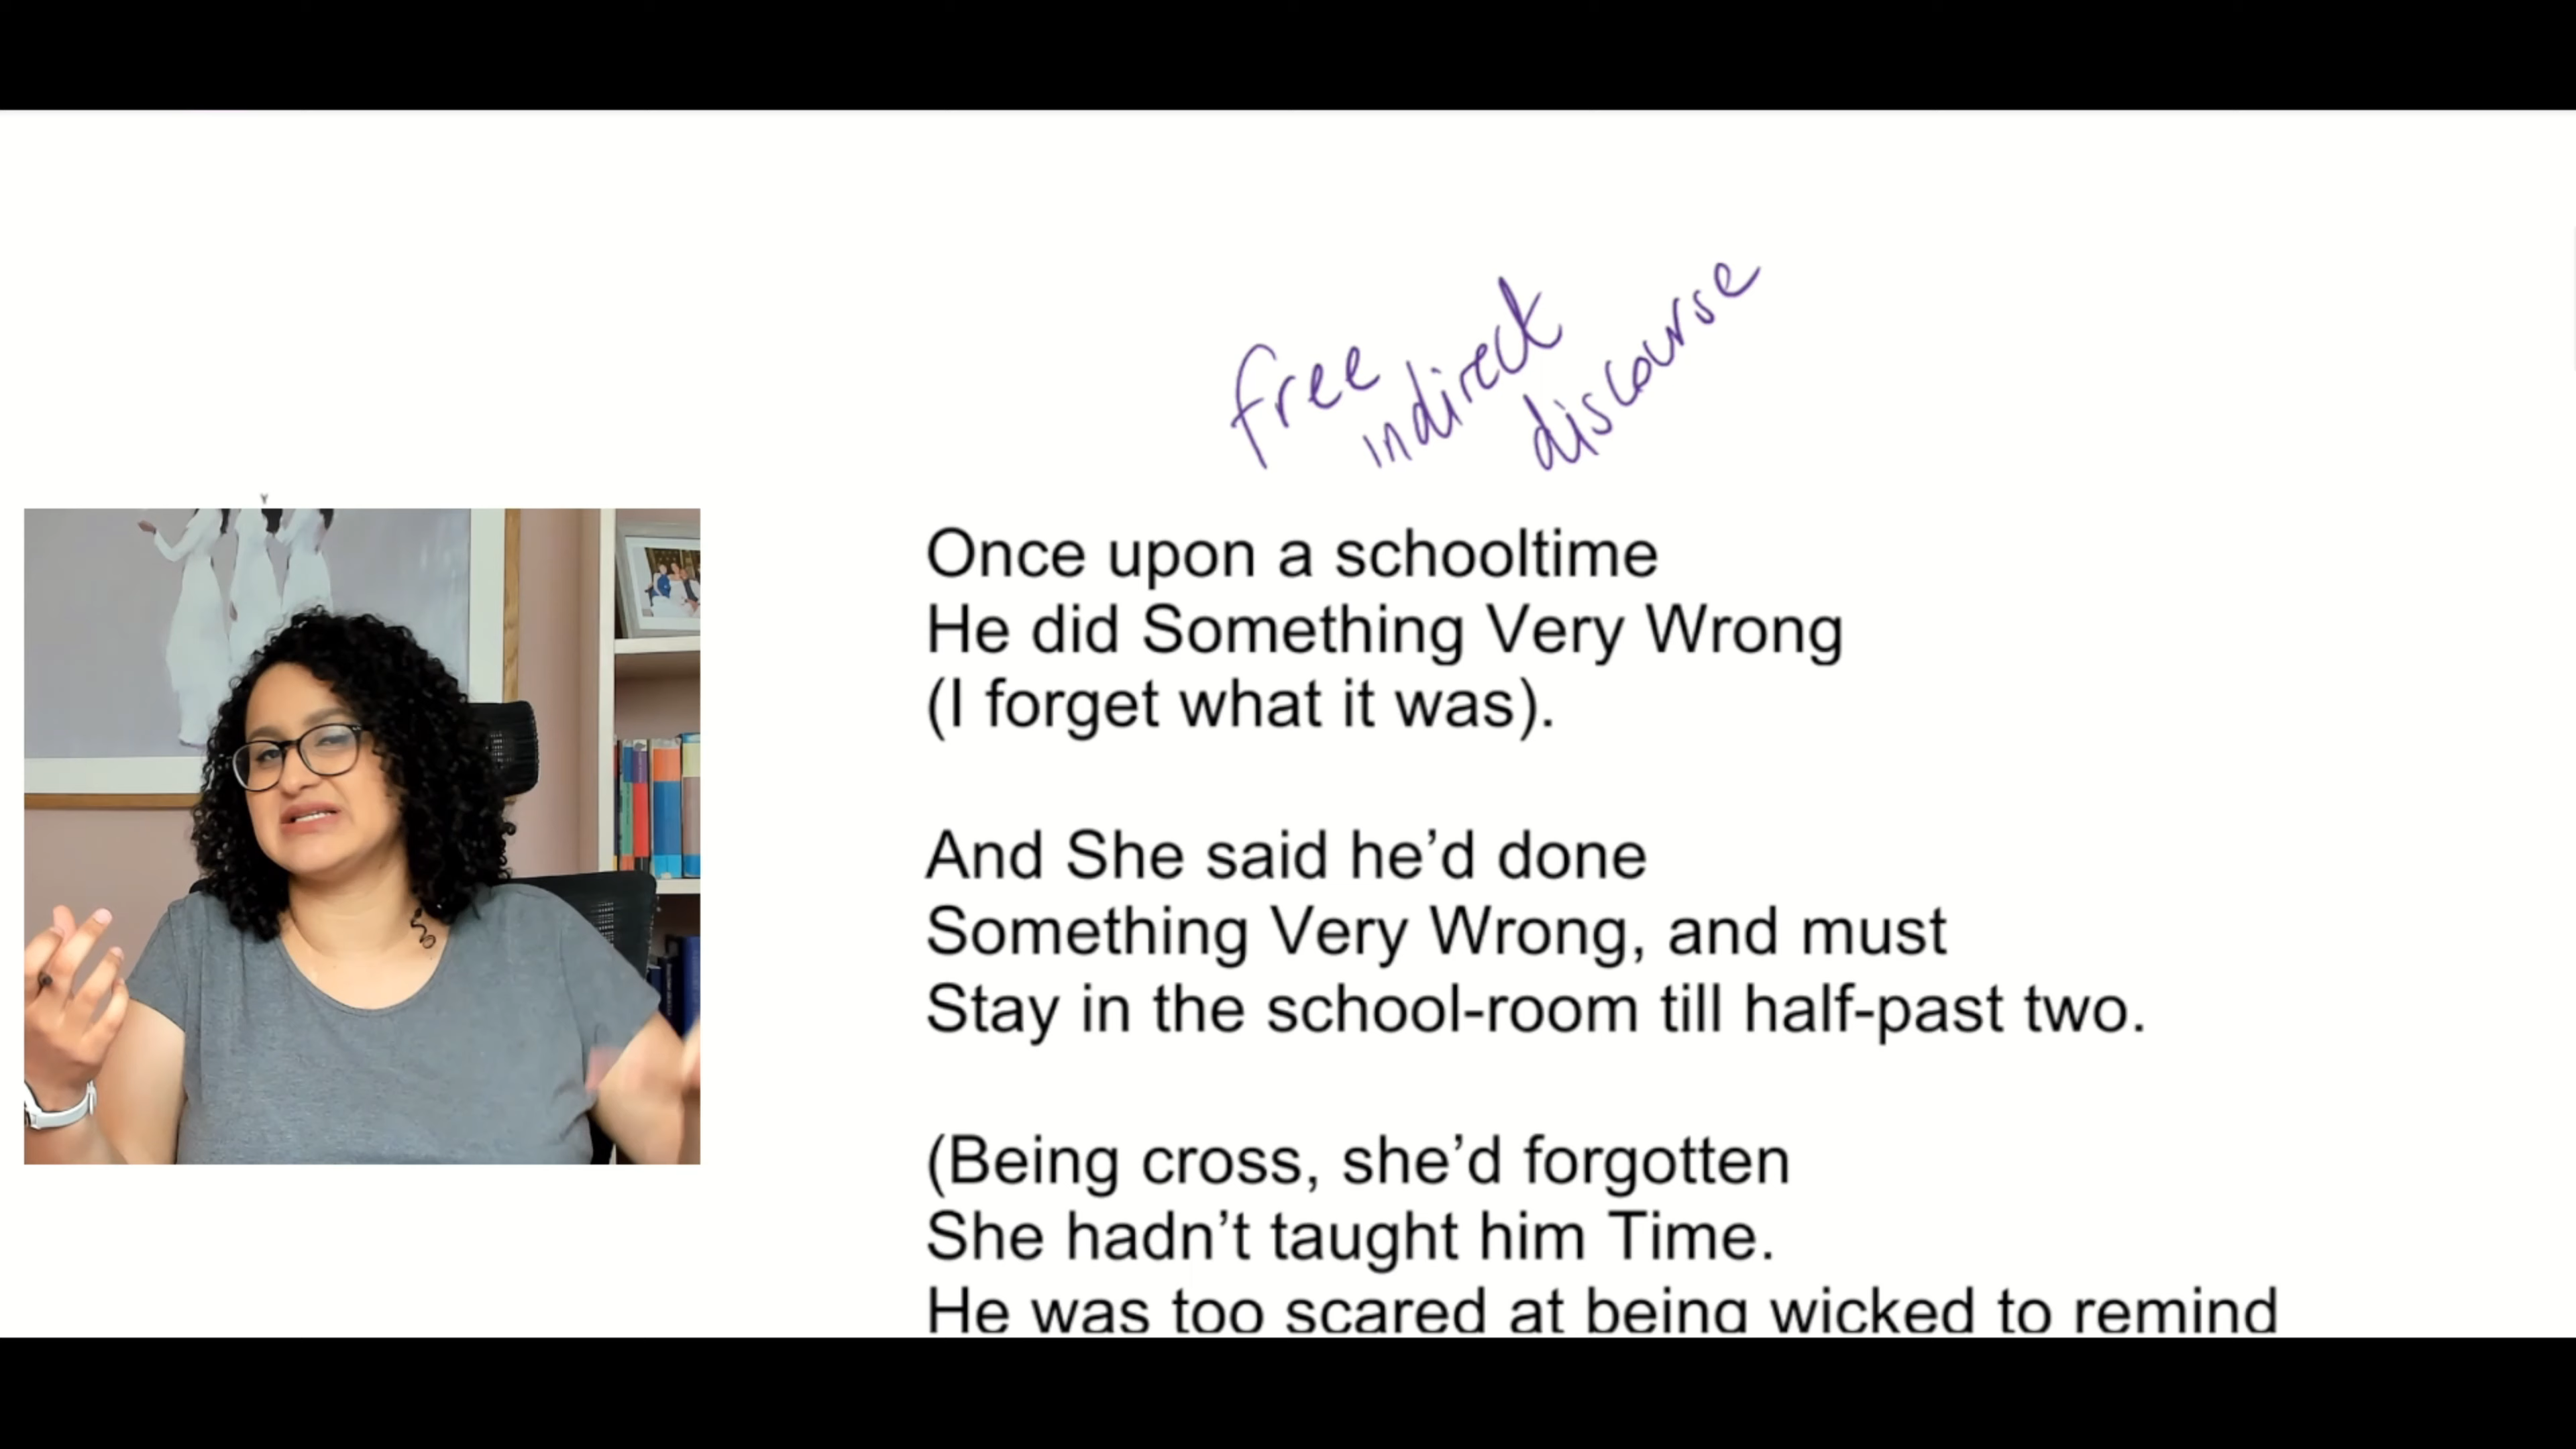 free indirect discourse
Once upon a schooltime
He did Something Very Wrong
(I forget what it was).
And She said he’d done
Something Very Wrong, and must
Stay in the school-room till half-past two.
(Being cross, she’d forgotten
She hadn’t taught him Time.
He was too scared at being wicked to remind